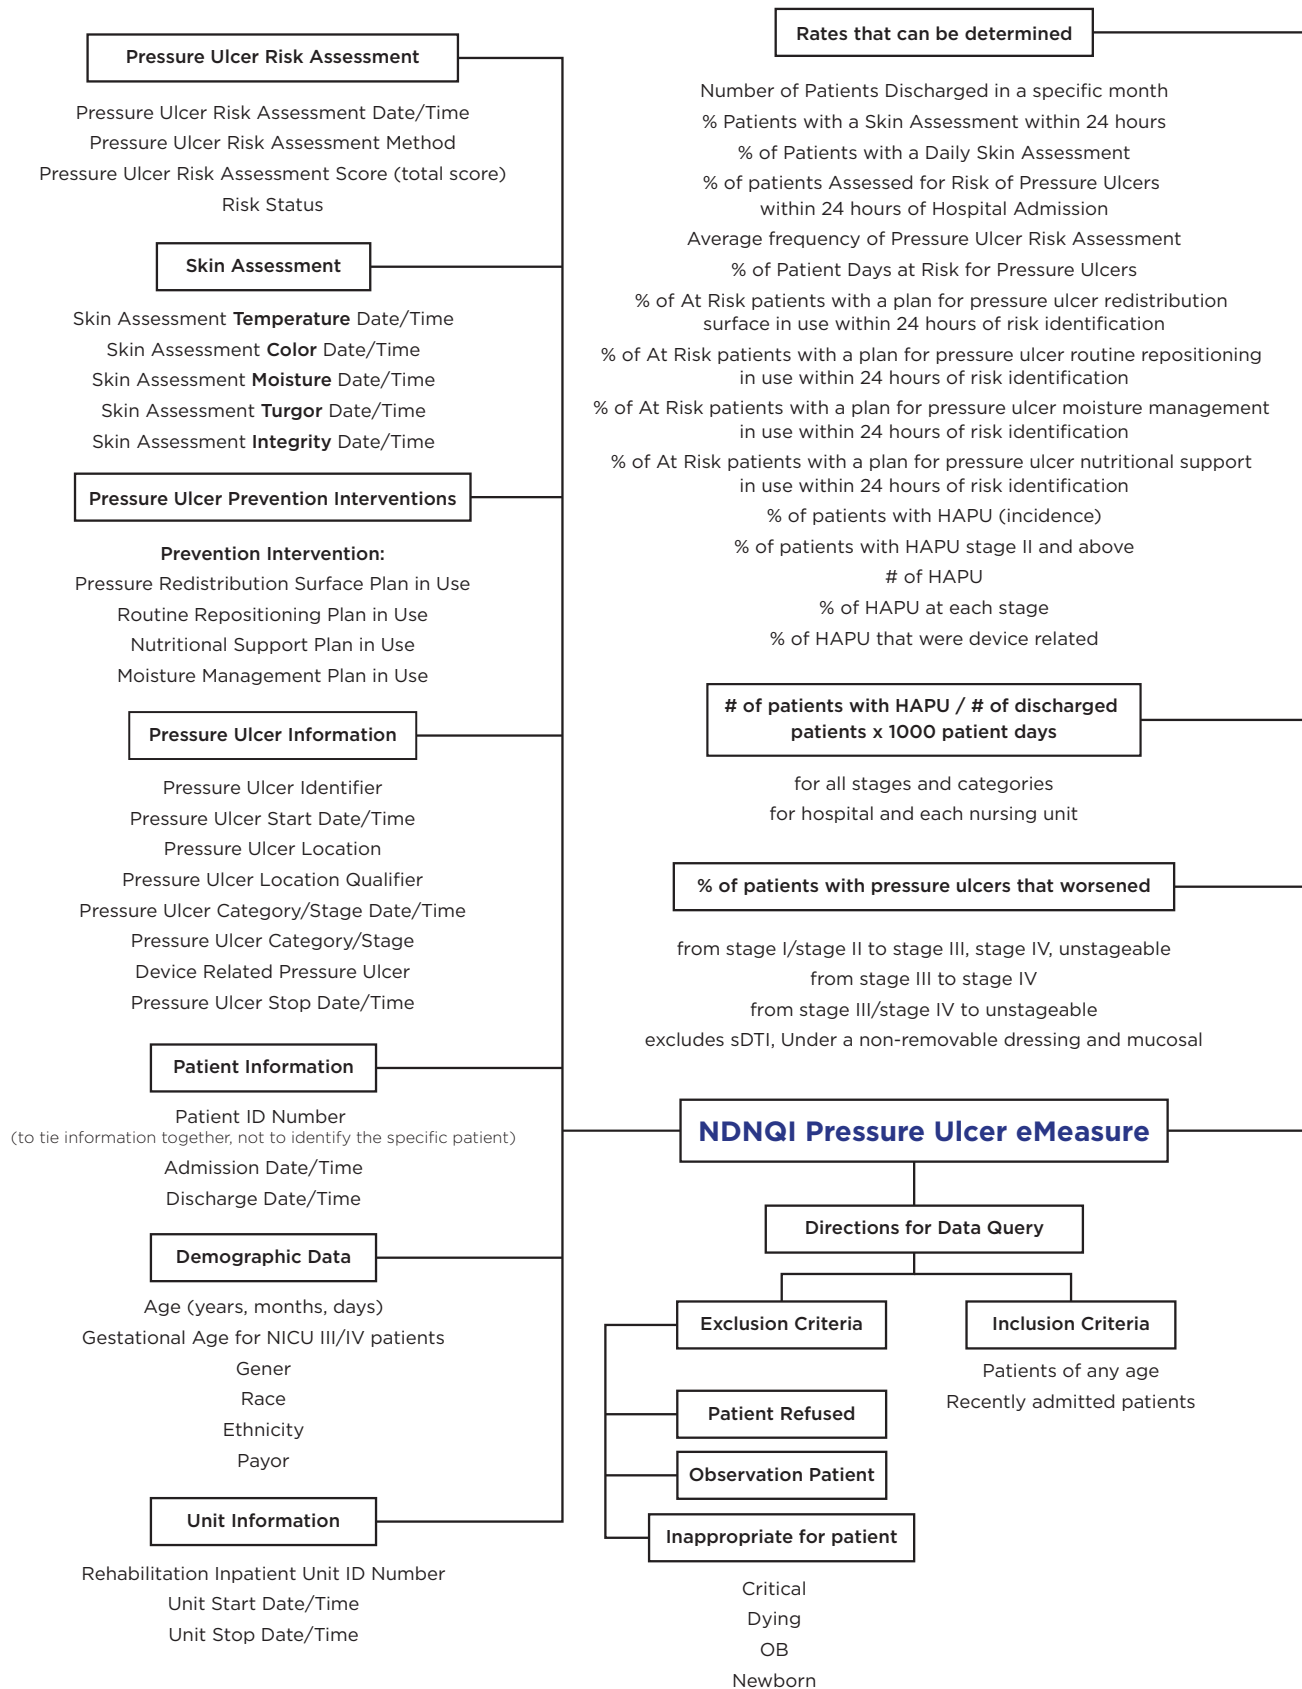 Pressure Ulcer Risk Assessment
Pressure Ulcer Risk Assessment Date/Time
Pressure Ulcer Risk Assessment Method
Pressure Ulcer Risk Assessment Score (total score)
Risk Status
Skin Assessment
Skin Assessment Temperature Date/Time
Skin Assessment Color Date/Time
Skin Assessment Moisture Date/Time
Skin Assessment Turgor Date/Time
Skin Assessment Integrity Date/Time
Pressure Ulcer Prevention Interventions
Prevention Intervention:
Pressure Redistribution Surface Plan in Use
Routine Repositioning Plan in Use
Nutritional Support Plan in Use
Moisture Management Plan in Use
Pressure Ulcer Information
Pressure Ulcer Identifier
Pressure Ulcer Start Date/Time
Pressure Ulcer Location
Pressure Ulcer Location Qualifier
Pressure Ulcer Category/Stage Date/Time
Pressure Ulcer Category/Stage
Device Related Pressure Ulcer
Pressure Ulcer Stop Date/Time
Patient Information
Patient ID Number
(to tie information together, not to identify the specific patient)
Admission Date/Time
Discharge Date/Time
Demographic Data
Age (years, months, days)
Gestational Age for NICU III/IV patients
Gener
Race
Ethnicity
Payor
Unit Information
Rehabilitation Inpatient Unit ID Number
Unit Start Date/Time
Unit Stop Date/Time
Rates that can be determined
Number of Patients Discharged in a specific month
% Patients with a Skin Assessment within 24 hours
% of Patients with a Daily Skin Assessment
% of patients Assessed for Risk of Pressure Ulcers
within 24 hours of Hospital Admission
Average frequency of Pressure Ulcer Risk Assessment
% of Patient Days at Risk for Pressure Ulcers
% of At Risk patients with a plan for pressure ulcer redistribution
surface in use within 24 hours of risk identification
% of At Risk patients with a plan for pressure ulcer routine repositioning
in use within 24 hours of risk identification
% of At Risk patients with a plan for pressure ulcer moisture management
in use within 24 hours of risk identification
% of At Risk patients with a plan for pressure ulcer nutritional support
in use within 24 hours of risk identification
% of patients with HAPU (incidence)
% of patients with HAPU stage II and above
# of HAPU
% of HAPU at each stage
% of HAPU that were device related
# of patients with HAPU / # of discharged
patients x 1000 patient days
for all stages and categories
for hospital and each nursing unit
% of patients with pressure ulcers that worsened
from stage I/stage II to stage III, stage IV, unstageable
from stage III to stage IV
from stage III/stage IV to unstageable
excludes sDTI, Under a non-removable dressing and mucosal
NDNQI Pressure Ulcer eMeasure
Directions for Data Query
Exclusion Criteria
Patient Refused
Observation Patient
Inappropriate for patient
Critical
Dying
OB
Newborn
Inclusion Criteria
Patients of any age
Recently admitted patients